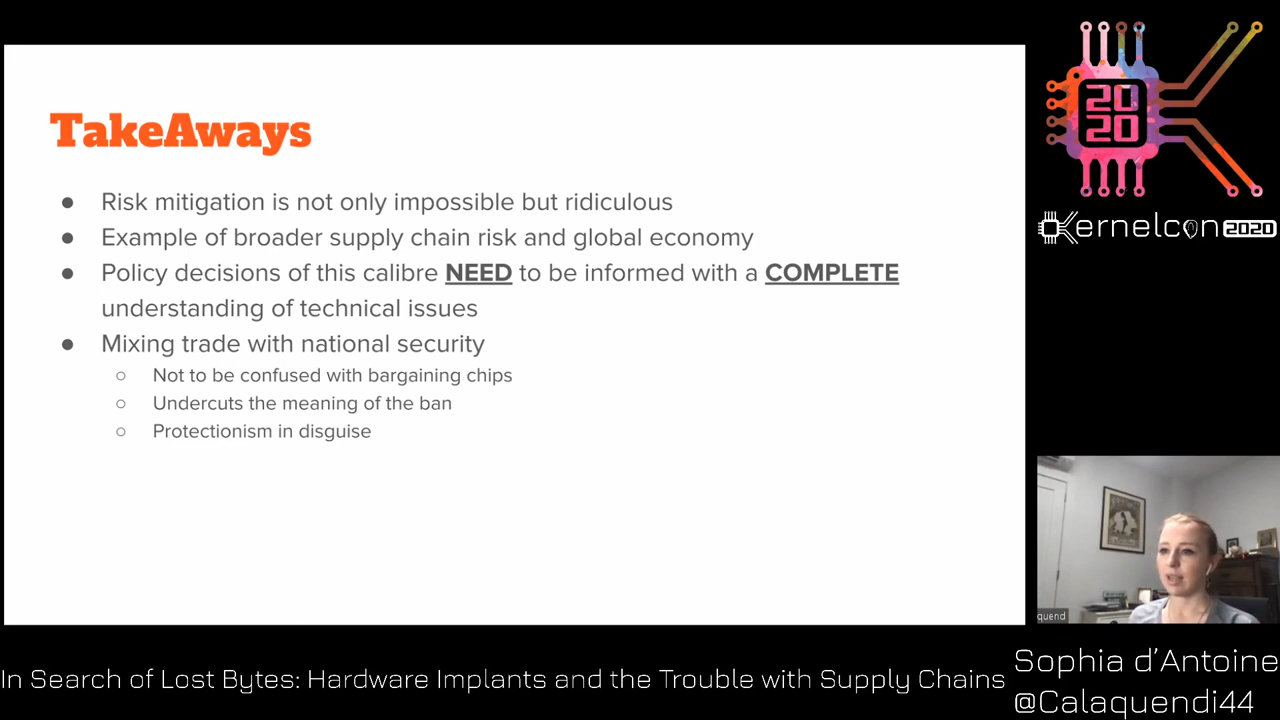 TakeAways
● Risk mitigation is not only impossible but ridiculous
● Example of broader supply chain risk and global economy
● Policy decisions of this calibre NEED to be informed with a COMPLETE
understanding of technical issues
● Mixing trade with national security
○ Not to be confused with bargaining chips
○ Undercuts the meaning of the ban
○ Protectionism in disguise
20
20
Kernelcon 2020
quend
In Search of Lost Bytes: Hardware Implants and the Trouble with Supply Chains
Sophia d'Antoine
@Calaquendi44